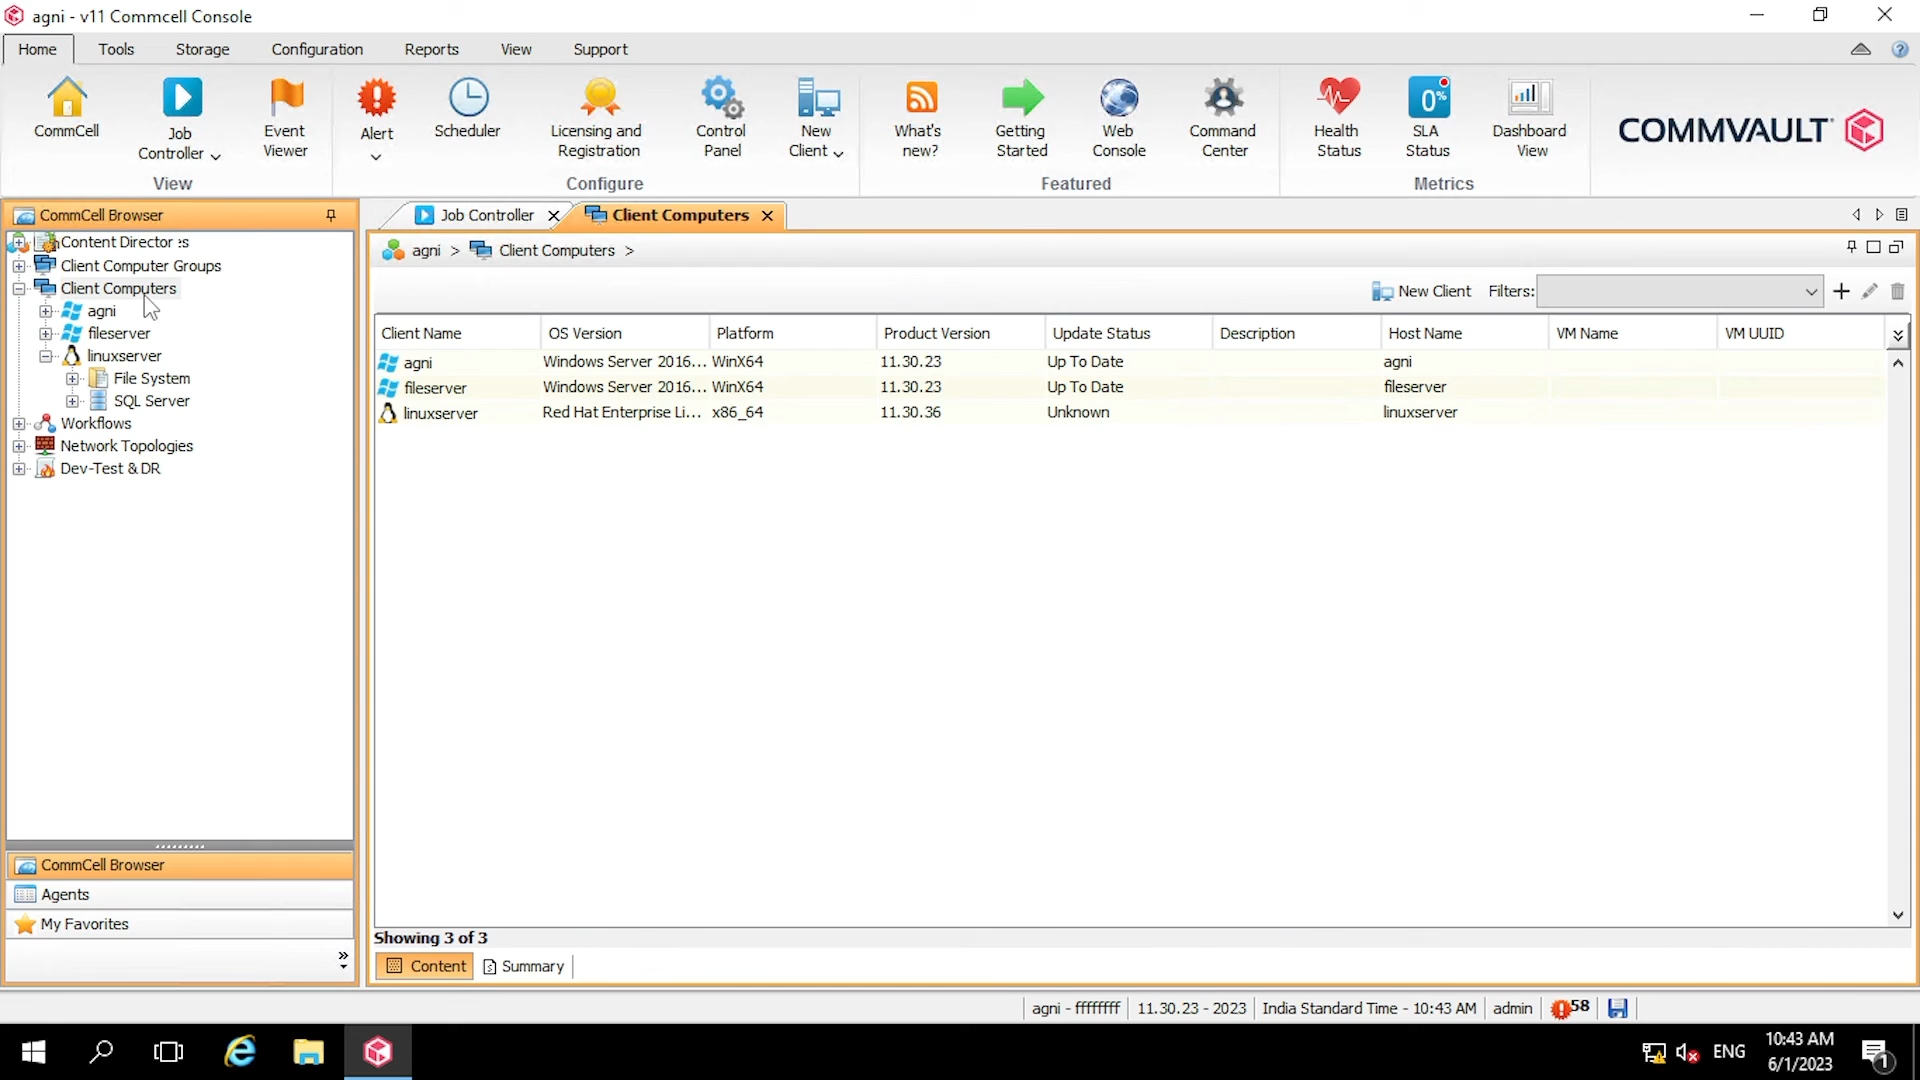 agni - v11 Commcell Console
Home Tools Storage Configuration Reports View Support
CommCell
Job Controller
Event Viewer
View
Alert
Scheduler
Licensing and Registration
Control Panel
New Client
Configure
What's new?
Getting Started
Web Console
Command Center
Featured
Health Status
0%
SLA Status
Dashboard View
Metrics
COMMVAULT
CommCell Browser
Content Director :s
Client Computer Groups
Client Computers
agni
fileserver
linuxserver
File System
SQL Server
Workflows
Network Topologies
Dev-Test & DR
CommCell Browser
Agents
My Favorites
Job Controller
Client Computers
agni > Client Computers >
New Client Filters:
Client Name OS Version Platform Product Version Update Status Description Host Name VM Name VM UUID
agni Windows Server 2016... WinX64 11.30.23 Up To Date agni
fileserver Windows Server 2016... WinX64 11.30.23 Up To Date fileserver
linuxserver Red Hat Enterprise Li... x86_64 11.30.36 Unknown linuxserver
Showing 3 of 3
Content Summary
agni - ffffffff 11.30.23 - 2023 India Standard Time - 10:43 AM admin 58
ENG
10:43 AM
6/1/2023
1